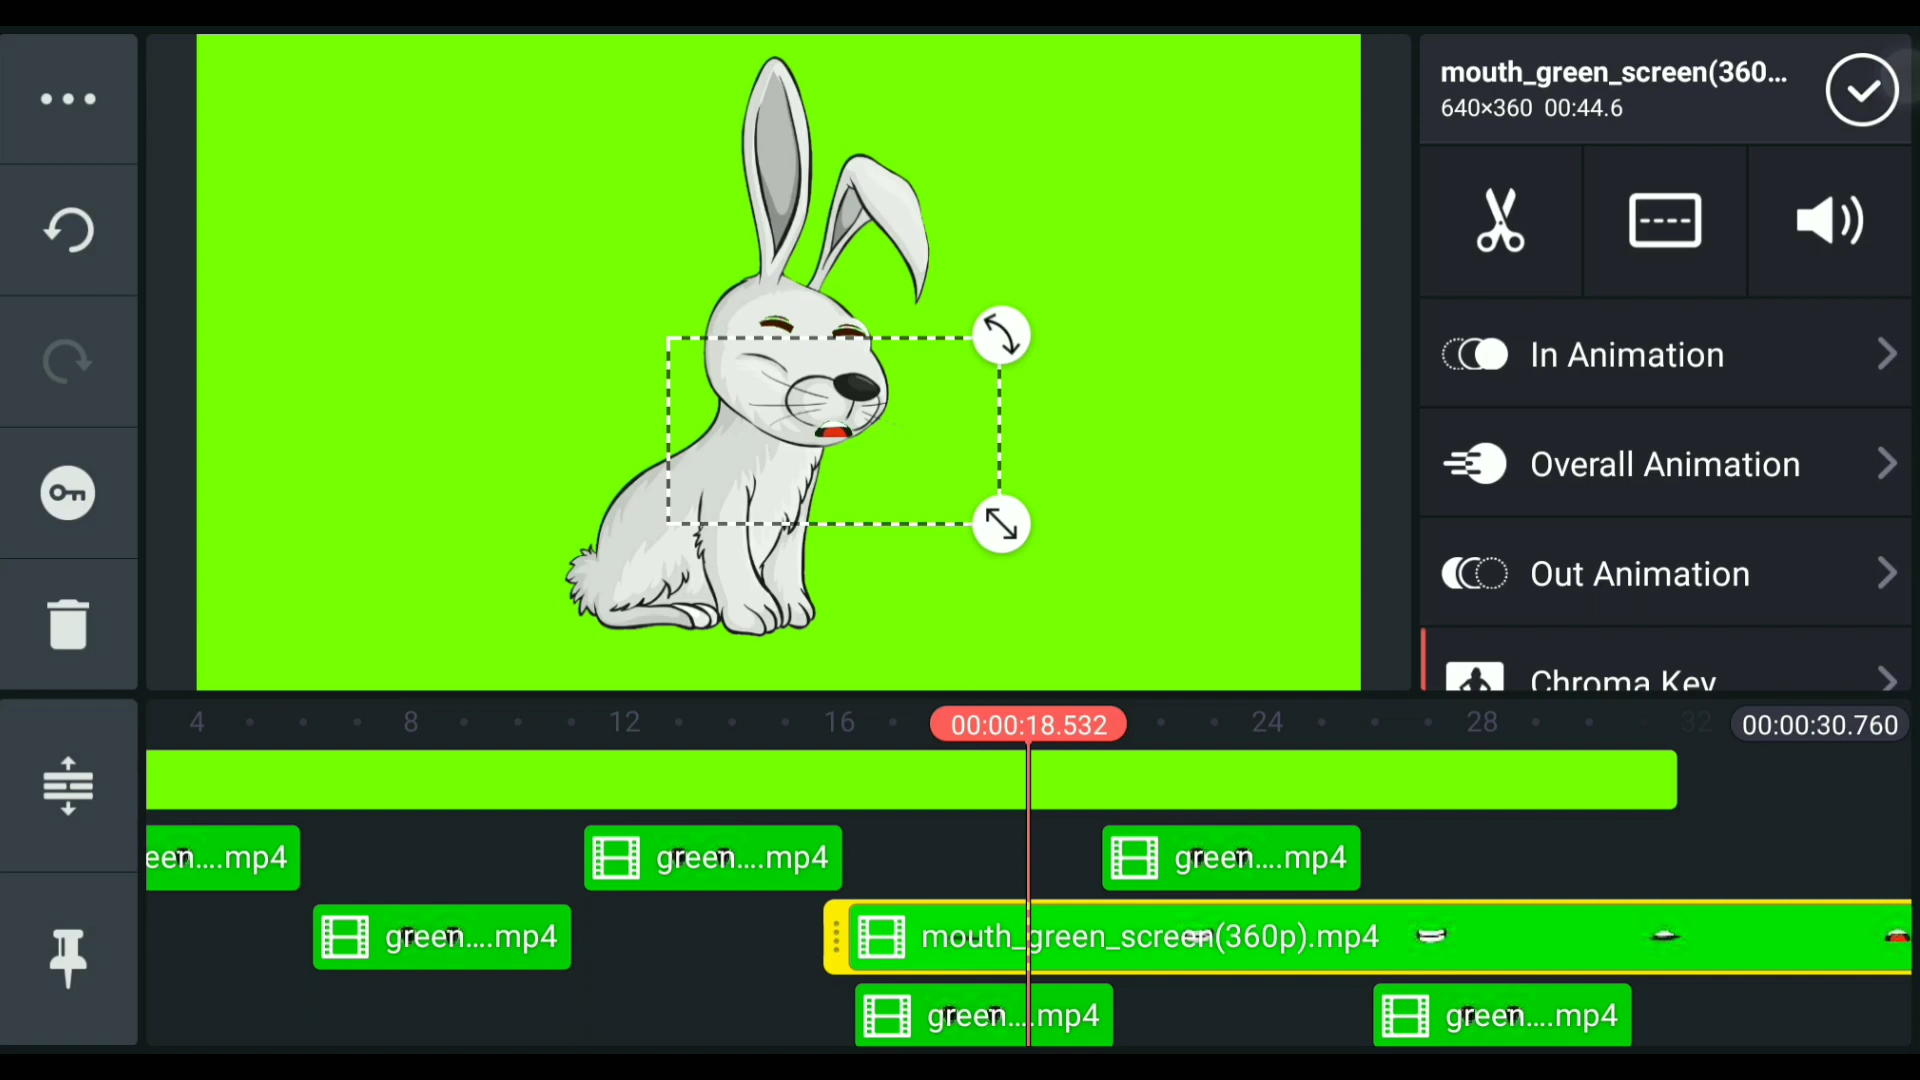 mouth_green_screen(360...
640×360 00:44.6
In Animation
Overall Animation
Out Animation
Chroma Key
4 8 12 16 00:00:18.532 24 28 32 00:00:30.760
een....mp4 green....mp4 green....mp4
green....mp4 mouth_green_screen(360p).mp4
green....mp4 green....mp4